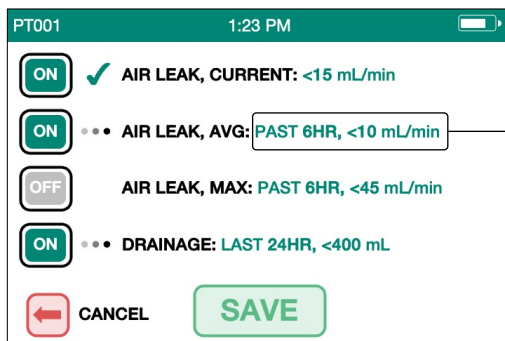 PT001 1:23 PM
ON AIR LEAK, CURRENT: <15 mL/min
ON AIR LEAK, AVG: PAST 6HR, <10 mL/min
OFF AIR LEAK, MAX: PAST 6HR, <45 mL/min
ON DRAINAGE: LAST 24HR, <400 mL
CANCEL SAVE